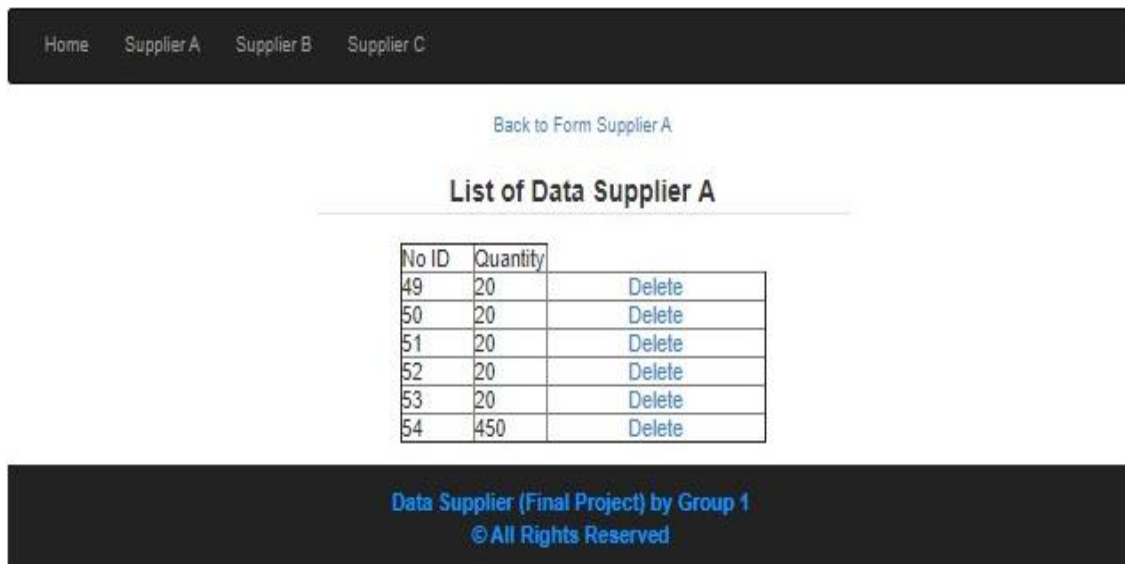 Home Supplier A Supplier B Supplier C
Back to Form Supplier A
List of Data Supplier A
No ID Quantity
49 20 Delete
50 20 Delete
51 20 Delete
52 20 Delete
53 20 Delete
54 450 Delete
Data Supplier (Final Project) by Group 1
© All Rights Reserved